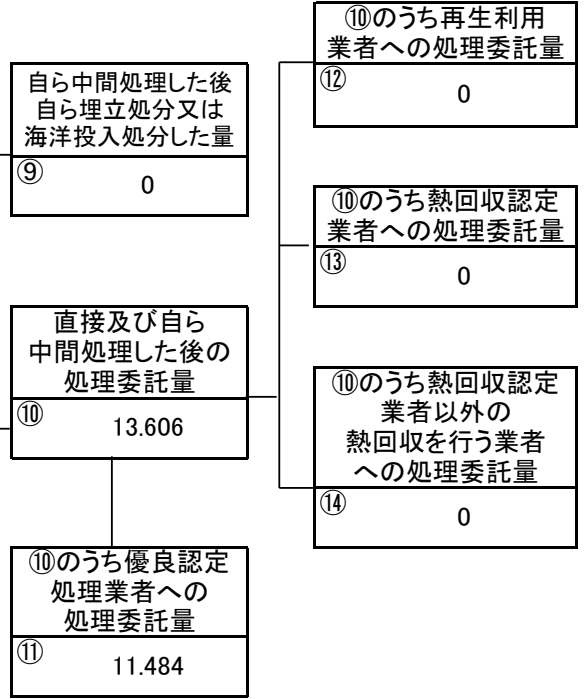 自ら中間処理した後
自ら埋立処分又は
海洋投入処分した量
⑨
0
直接及び自ら
中間処理した後の
処理委託量
⑩
13.606
⑩のうち優良認定
処理業者への
処理委託量
⑪
11.484
⑩のうち再生利用
業者への処理委託量
⑫
0
⑩のうち熱回収認定
業者への処理委託量
⑬
0
⑩のうち熱回収認定
業者以外の
熱回収を行う業者
への処理委託量
⑭
0